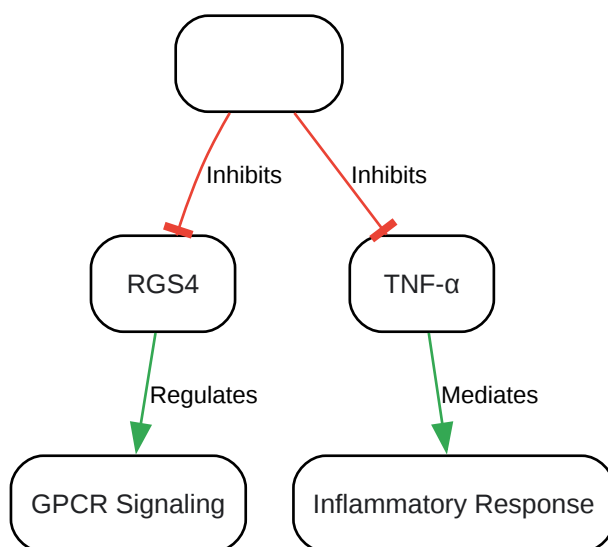 Inhibits
Inhibits
RGS4
TNF-α
Regulates
Mediates
GPCR Signaling
Inflammatory Response